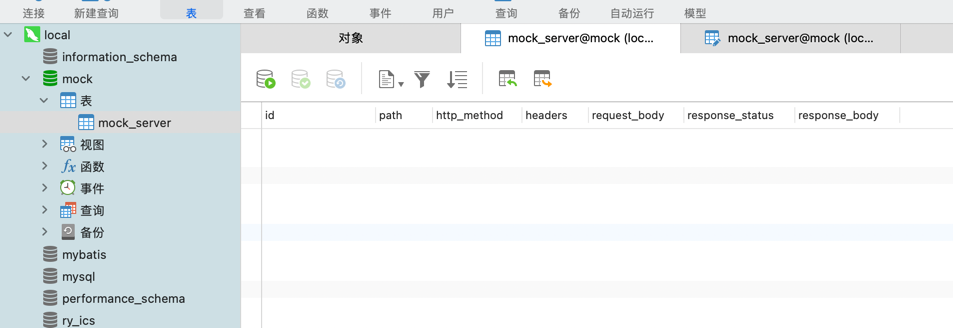 连接 新建查询 表 查看 函数 事件 用户 查询 备份 自动运行 模型
local
information_schema
mock
表
mock_server
视图
fx 函数
事件
查询
备份
mybatis
mysql
performance_schema
ry_ics
对象 mock_server@mock (loc... mock_server@mock (loc...
id path http_method headers request_body response_status response_body